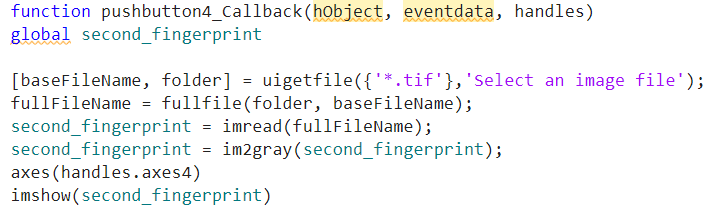 function pushbutton4_Callback(hObject, eventdata, handles)
global second_fingerprint
[baseFileName, folder] = uigetfile({'*.tif'},'Select an image file');
fullFileName = fullfile(folder, baseFileName);
second_fingerprint = imread(fullFileName);
second_fingerprint = im2gray(second_fingerprint);
axes(handles.axes4)
imshow(second_fingerprint)